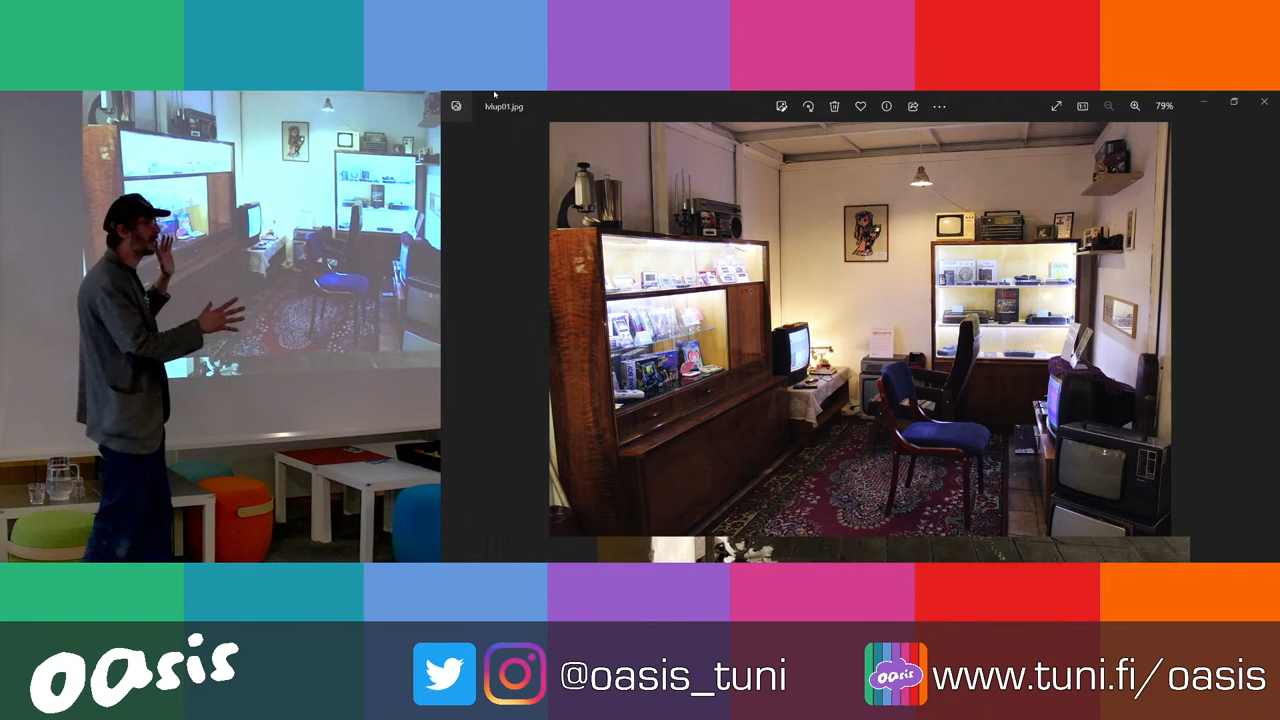 lvlup01.jpg
79%
oasis
@oasis_tuni
oasis
www.tuni.fi/oasis